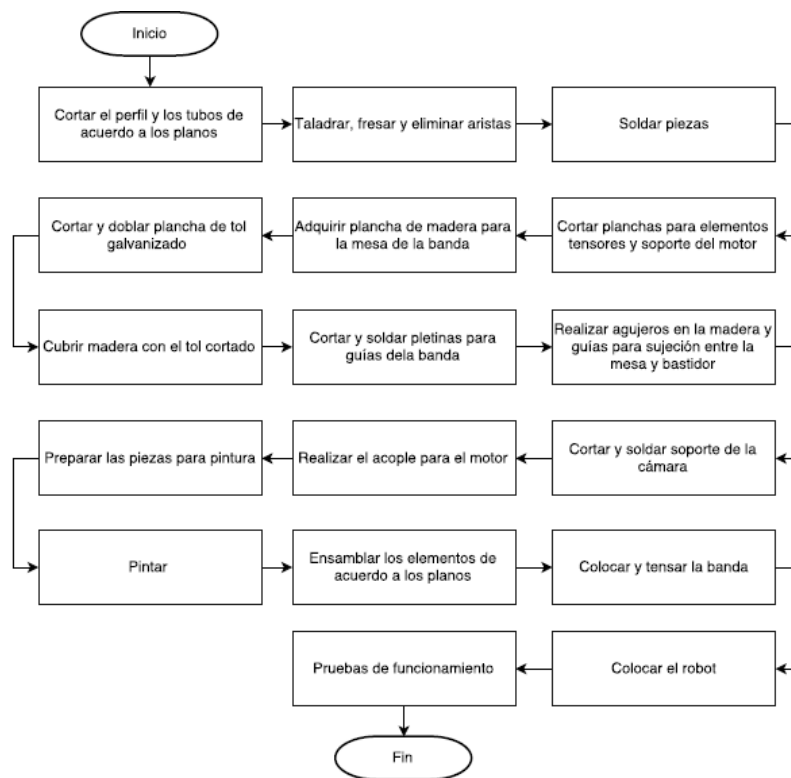 Inicio
Cortar el perfil y los tubos de
acuerdo a los planos
Taladrar, fresar y eliminar aristas
Soldar piezas
Cortar planchas para elementos
tensores y soporte del motor
Adquirir plancha de madera para
la mesa de la banda
Cortar y doblar plancha de tol
galvanizado
Cubrir madera con el tol cortado
Cortar y soldar pletinas para
guías dela banda
Realizar agujeros en la madera y
guías para sujeción entre la
mesa y bastidor
Cortar y soldar soporte de la
cámara
Realizar el acople para el motor
Preparar las piezas para pintura
Pintar
Ensamblar los elementos de
acuerdo a los planos
Colocar y tensar la banda
Colocar el robot
Pruebas de funcionamiento
Fin